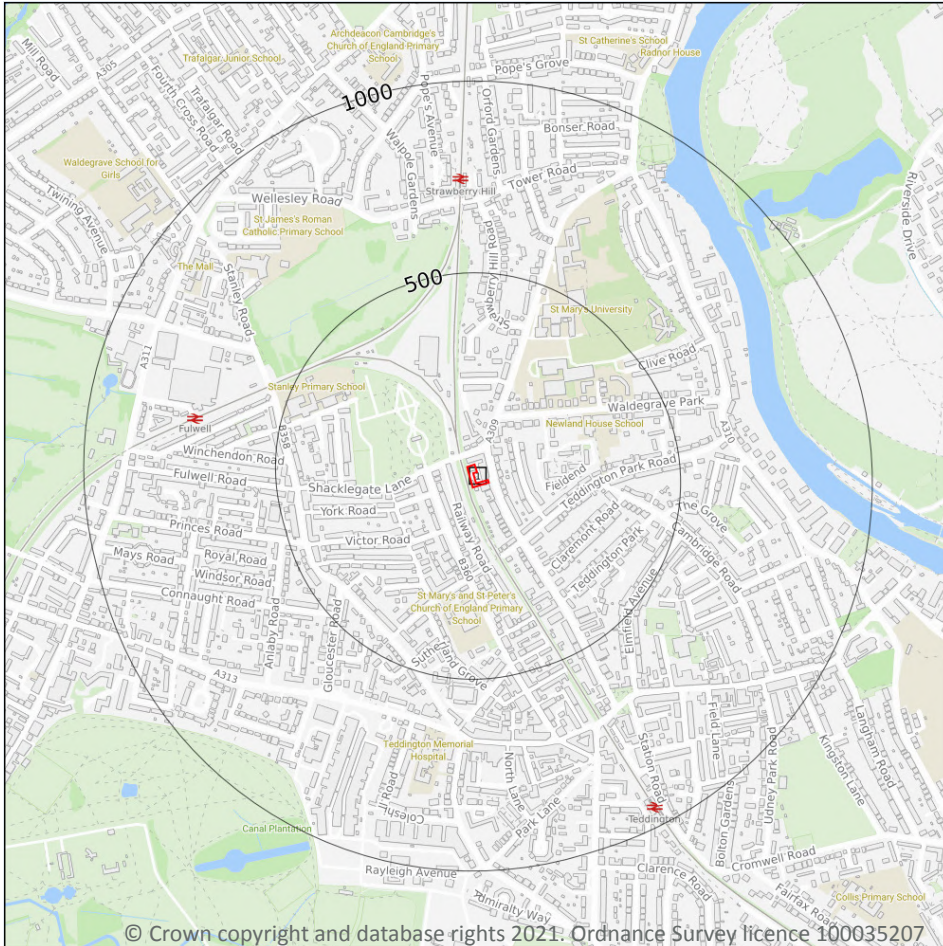 Archdeacon Cambridge's
Church of England Primary
School
St Catherine's School
Radnor House
Mill Road
A305
Trafalgar Junior School
Pope's Grove
Fourth Cross Road
Trafalgar Road
1000
Pope's Avenue
Orford Gardens
Bonser Road
Waldegrave School for
Girls
Walpole Gardens
Strawberry Hill
Tower Road
Riverside Drive
Twining Avenue
Wellesley Road
St James's Roman
Catholic Primary School
The Mall
Stanley Road
500
Strawberry Hill Road
St Mary's University
A311
Clive Road
Stanley Primary School
Waldegrave Park
Fulwell
B358
A309
Newland House School
A310
Winchendon Road
Fulwell Road
Shacklegate Lane
Fieldend
Teddington Park Road
York Road
Princes Road
Victor Road
Railway Road
Claremont Road
The Grove
Mays Road
Royal Road
Windsor Road
Connaught Road
B360
Teddington Park
Cambridge Road
St Mary's and St Peter's
Church of England Primary
School
Elmfield Avenue
Anlaby Road
Gloucester Road
Sutherland Grove
A313
Teddington Memorial
Hospital
North Lane
Station Road
Field Lane
Udney Park Road
Kingston Lane
Langham Road
Coleshill Road
Park Lane
Teddington
Bolton Gardens
Canal Plantation
Cromwell Road
Rayleigh Avenue
Clarence Road
Fairfax Road
Collis Primary School
Admiralty Way
© Crown copyright and database rights 2021. Ordnance Survey licence 100035207